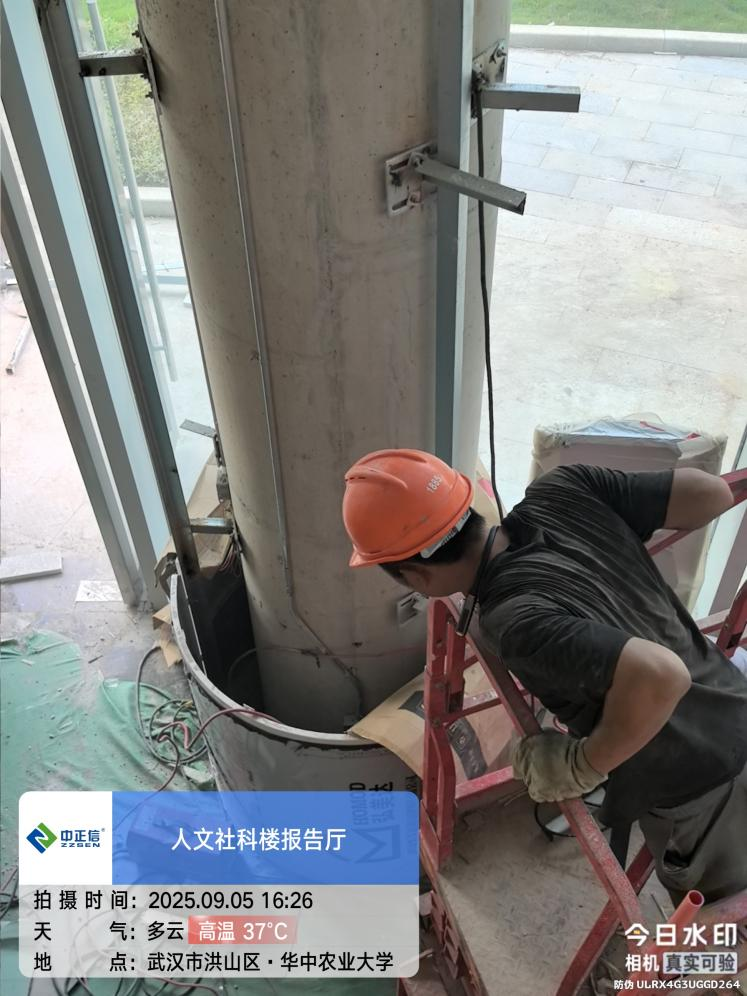 1885
中正信®
ZZSEN
人文社科楼报告厅
拍摄时间：2025.09.05 16:26
天气：多云 高温 37°C
地点：武汉市洪山区·华中农业大学
今日水印
相机 真实可验
防伪 ULRX4G3UGGD264